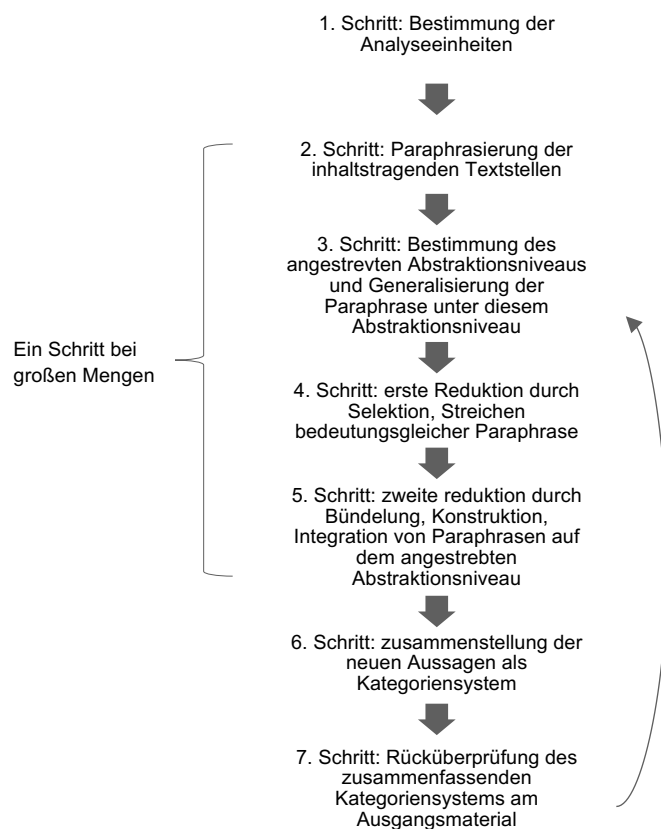 1. Schritt: Bestimmung der
Analyseeinheiten
2. Schritt: Paraphrasierung der
inhaltstragenden Textstellen
3. Schritt: Bestimmung des
angestrevten Abstraktionsniveaus
und Generalisierung der
Paraphrase unter diesem
Abstraktionsniveau
Ein Schritt bei
großen Mengen
4. Schritt: erste Reduktion durch
Selektion, Streichen
bedeutungsgleicher Paraphrase
5. Schritt: zweite reduktion durch
Bündelung, Konstruktion,
Integration von Paraphrasen auf
dem angestrebten
Abstraktionsniveau
6. Schritt: zusammenstellung der
neuen Aussagen als
Kategoriensystem
7. Schritt: Rücküberprüfung des
zusammenfassenden
Kategoriensystems am
Ausgangsmaterial